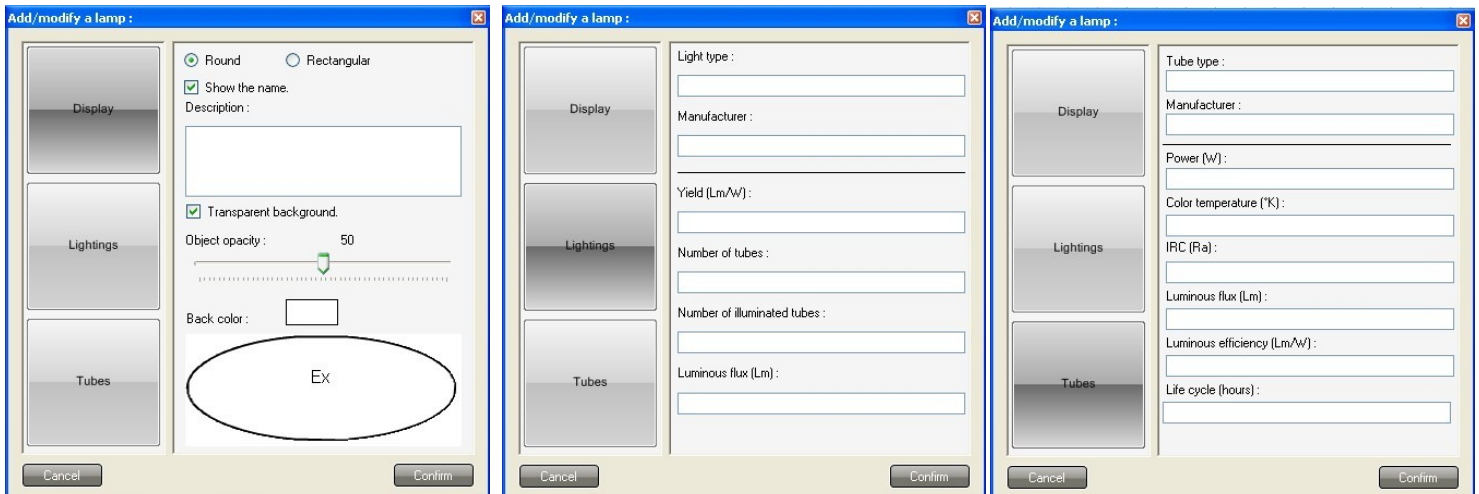 Add/modify a lamp :
Display
Lightings
Tubes
Round
Rectangular
Show the name.
Description :
Transparent background.
Object opacity :
50
Back color :
Ex
Cancel
Confirm
Add/modify a lamp :
Display
Lightings
Tubes
Light type :
Manufacturer :
Yield (Lm/W) :
Number of tubes :
Number of illuminated tubes :
Luminous flux (Lm) :
Cancel
Confirm
Add/modify a lamp :
Display
Lightings
Tubes
Tube type :
Manufacturer :
Power (W) :
Color temperature (°K) :
IRC (Ra) :
Luminous flux (Lm) :
Luminous efficiency (Lm/W) :
Life cycle (hours) :
Cancel
Confirm